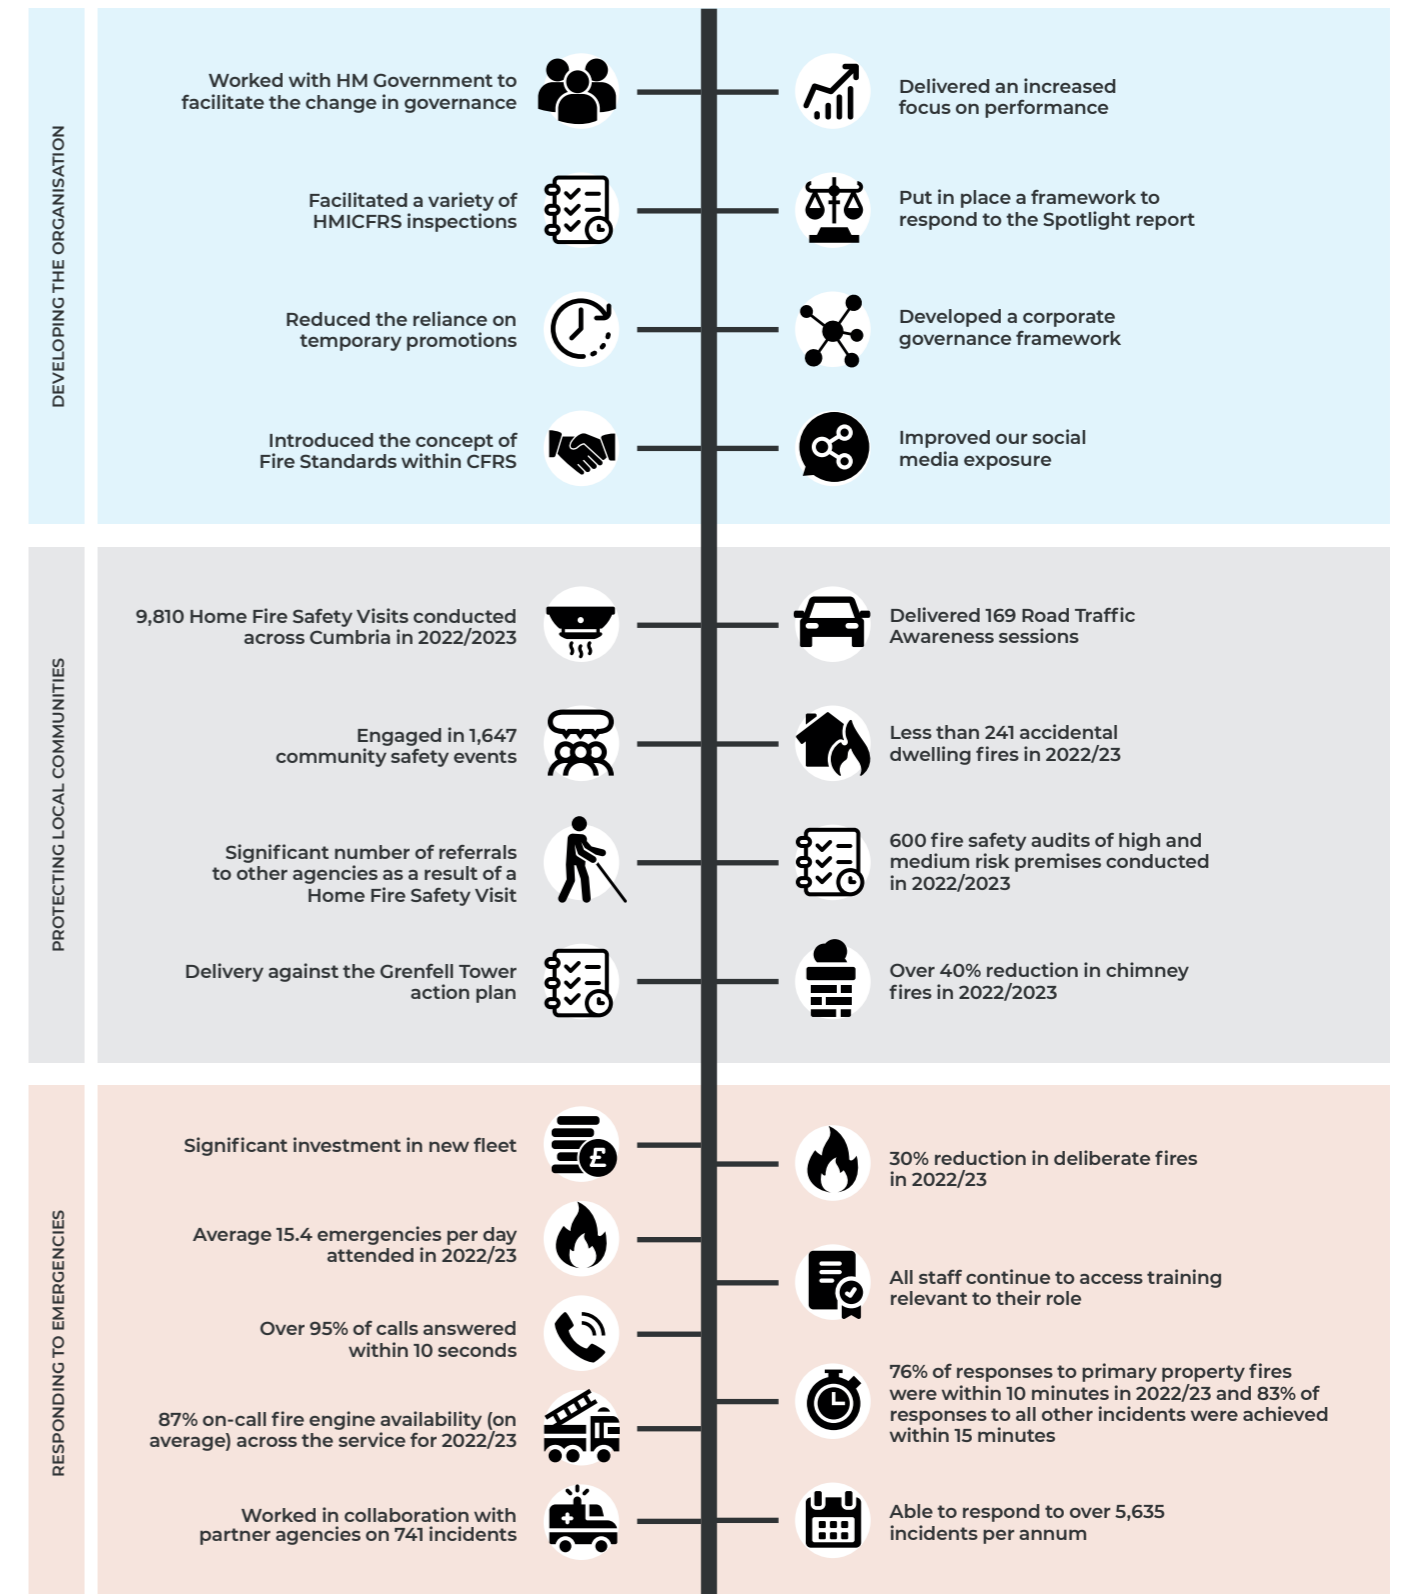 DEVELOPING THE ORGANISATION
Worked with HM Government to
facilitate the change in governance
Delivered an increased
focus on performance
Facilitated a variety of
HMICFRS inspections
Put in place a framework to
respond to the Spotlight report
Reduced the reliance on
temporary promotions
Developed a corporate
governance framework
Introduced the concept of
Fire Standards within CFRS
Improved our social
media exposure
PROTECTING LOCAL COMMUNITIES
9,810 Home Fire Safety Visits conducted
across Cumbria in 2022/2023
Delivered 169 Road Traffic
Awareness sessions
Engaged in 1,647
community safety events
Less than 241 accidental
dwelling fires in 2022/23
Significant number of referrals
to other agencies as a result of a
Home Fire Safety Visit
600 fire safety audits of high and
medium risk premises conducted
in 2022/2023
Delivery against the Grenfell Tower
action plan
Over 40% reduction in chimney
fires in 2022/2023
RESPONDING TO EMERGENCIES
Significant investment in new fleet
£
30% reduction in deliberate fires
in 2022/23
Average 15.4 emergencies per day
attended in 2022/23
All staff continue to access training
relevant to their role
Over 95% of calls answered
within 10 seconds
76% of responses to primary property fires
were within 10 minutes in 2022/23 and 83% of
responses to all other incidents were achieved
within 15 minutes
87% on-call fire engine availability (on
average) across the service for 2022/23
Worked in collaboration with
partner agencies on 741 incidents
Able to respond to over 5,635
incidents per annum